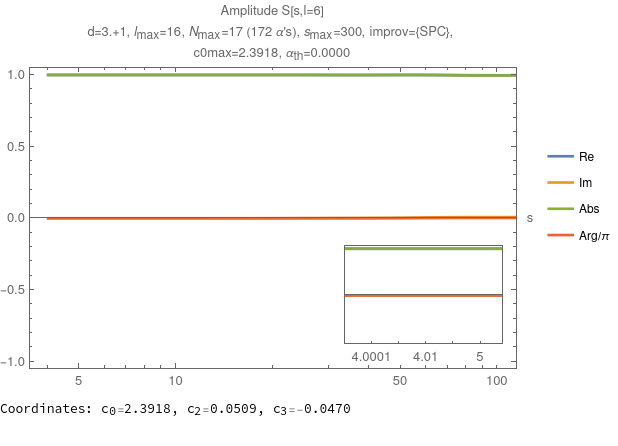 Amplitude S[s,l=6]
d=3.+1, lmax=16, Nmax=17 (172 α's), smax=300, improv={SPC},
c0max=2.3918, αth=0.0000
1.0
0.5
0.0
-0.5
-1.0
s
Re
Im
Abs
Arg/π
4.0001 4.01 5
5 10 50 100
Coordinates: c0=2.3918, c2=0.0509, c3=-0.0470